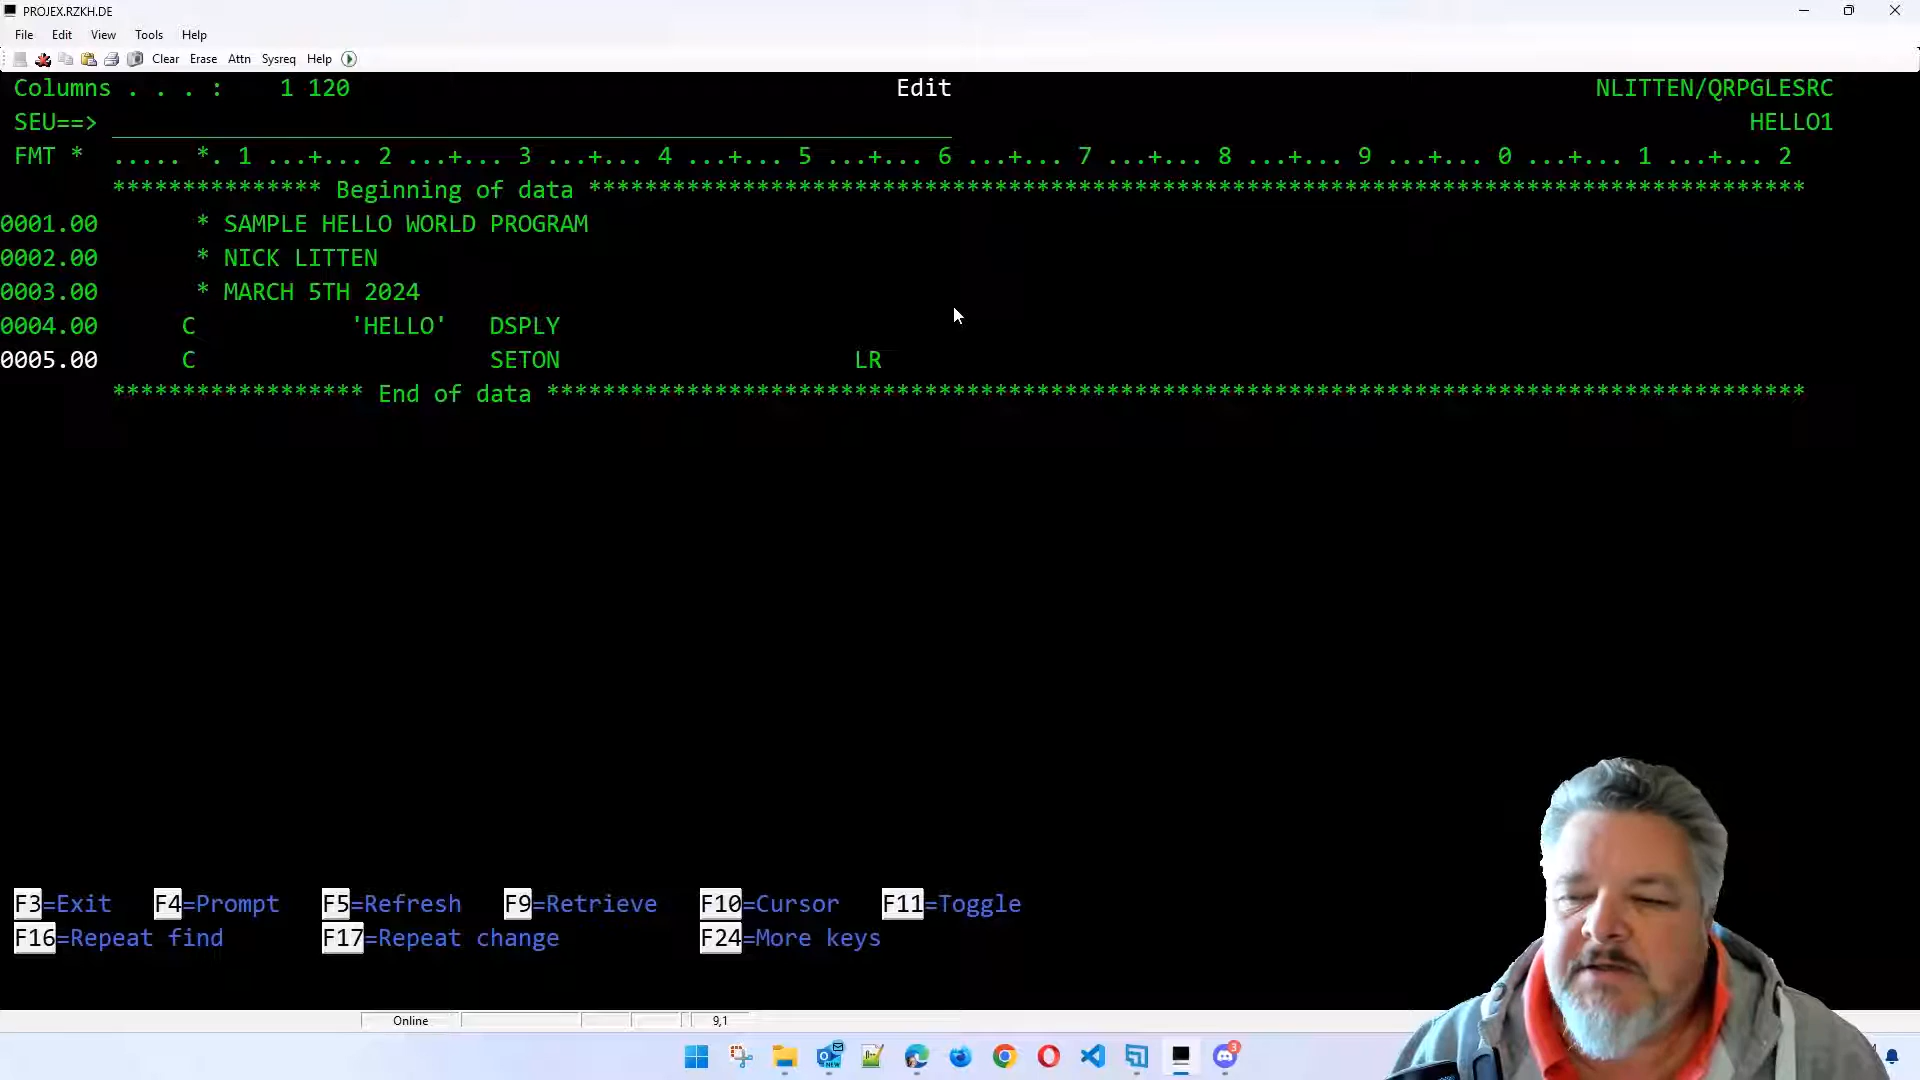 PROJEX.RZKH.DE
File Edit View Tools Help
Clear Erase Attn Sysreq Help
Columns . . . : 1 120 Edit NLITTEN/QRPGLESRC
SEU==> HELLO1
FMT * ..... *. 1 ...+... 2 ...+... 3 ...+... 4 ...+... 5 ...+... 6 ...+... 7 ...+... 8 ...+... 9 ...+... 0 ...+... 1 ...+... 2
*************** Beginning of data ***************************************************************************************
0001.00 * SAMPLE HELLO WORLD PROGRAM
0002.00 * NICK LITTEN
0003.00 * MARCH 5TH 2024
0004.00 C 'HELLO' DSPLY
0005.00 C SETON LR
****************** End of data ******************************************************************************************
F3=Exit F4=Prompt F5=Refresh F9=Retrieve F10=Cursor F11=Toggle
F16=Repeat find F17=Repeat change F24=More keys
Online 9,1
NEW 3